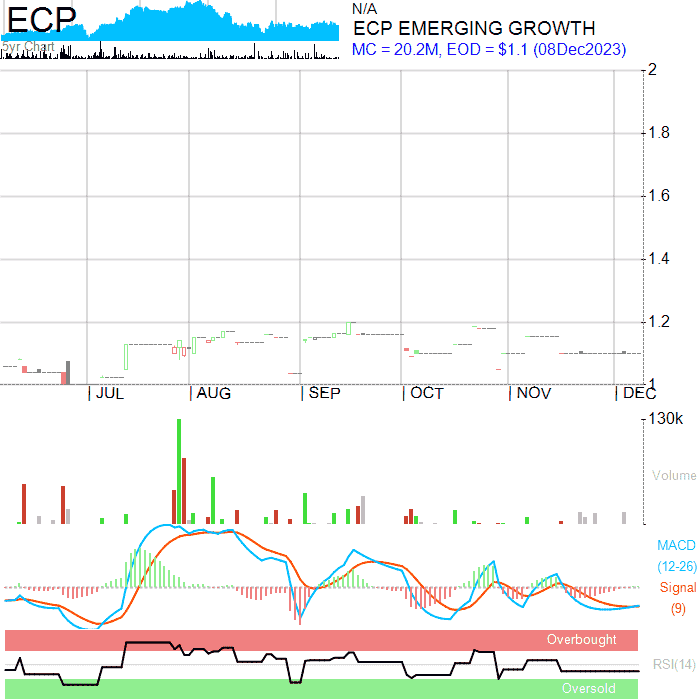 ECP
5yr Chart
N/A
ECP EMERGING GROWTH
MC = 20.2M, EOD = $1.1 (08Dec2023)
2
1.8
1.6
1.4
1.2
1
JUL AUG SEP OCT NOV DEC
130k
Volume
MACD
(12-26)
Signal
(9)
Overbought
RSI(14)
Oversold